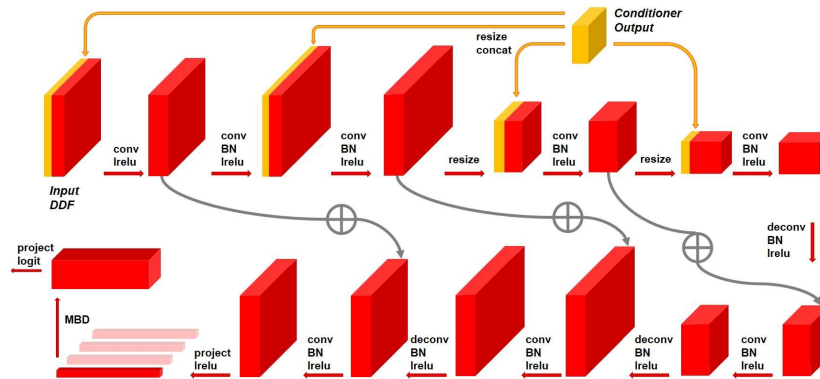 Conditioner
Output
resize
concat
conv
lrelu
conv
BN
lrelu
conv
BN
lrelu
resize
conv
BN
lrelu
resize
conv
BN
lrelu
Input
DDF
deconv
BN
lrelu
project
logit
MBD
project
lrelu
conv
BN
lrelu
deconv
BN
lrelu
conv
BN
lrelu
deconv
BN
lrelu
conv
BN
lrelu